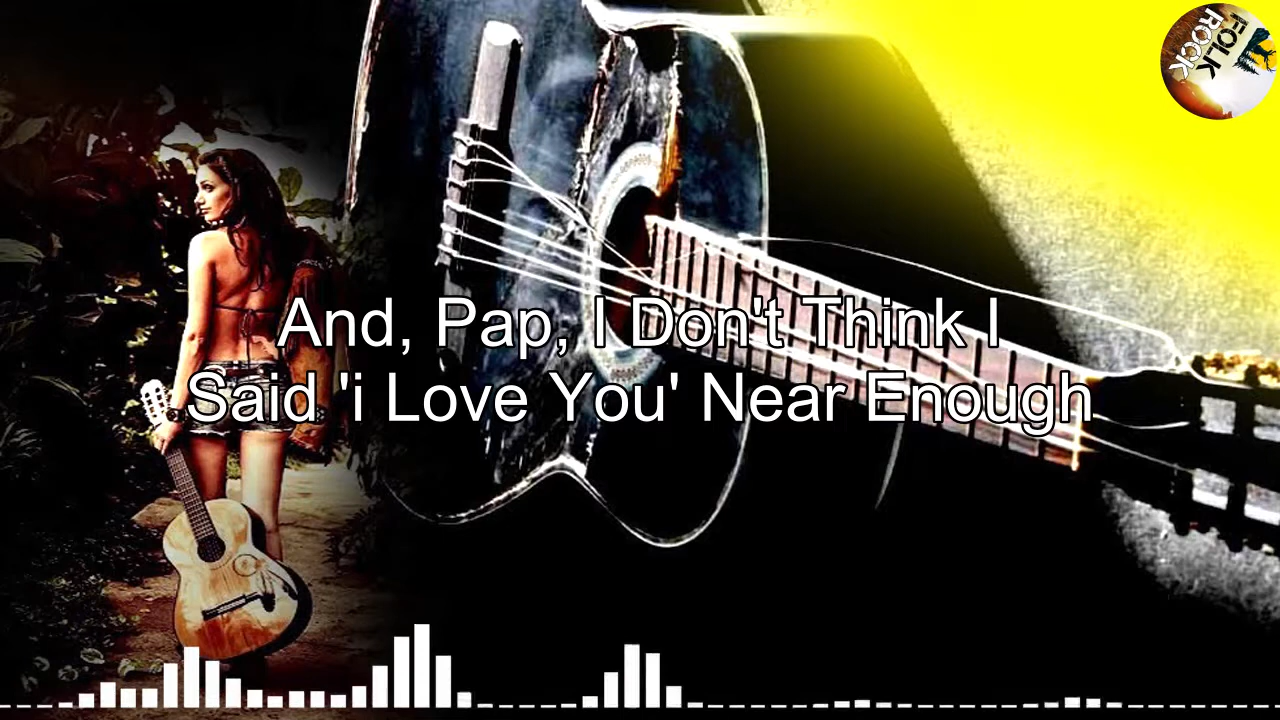 FOLK
ROCK
And, Pap, I Don't Think I
Said 'i Love You' Near Enough